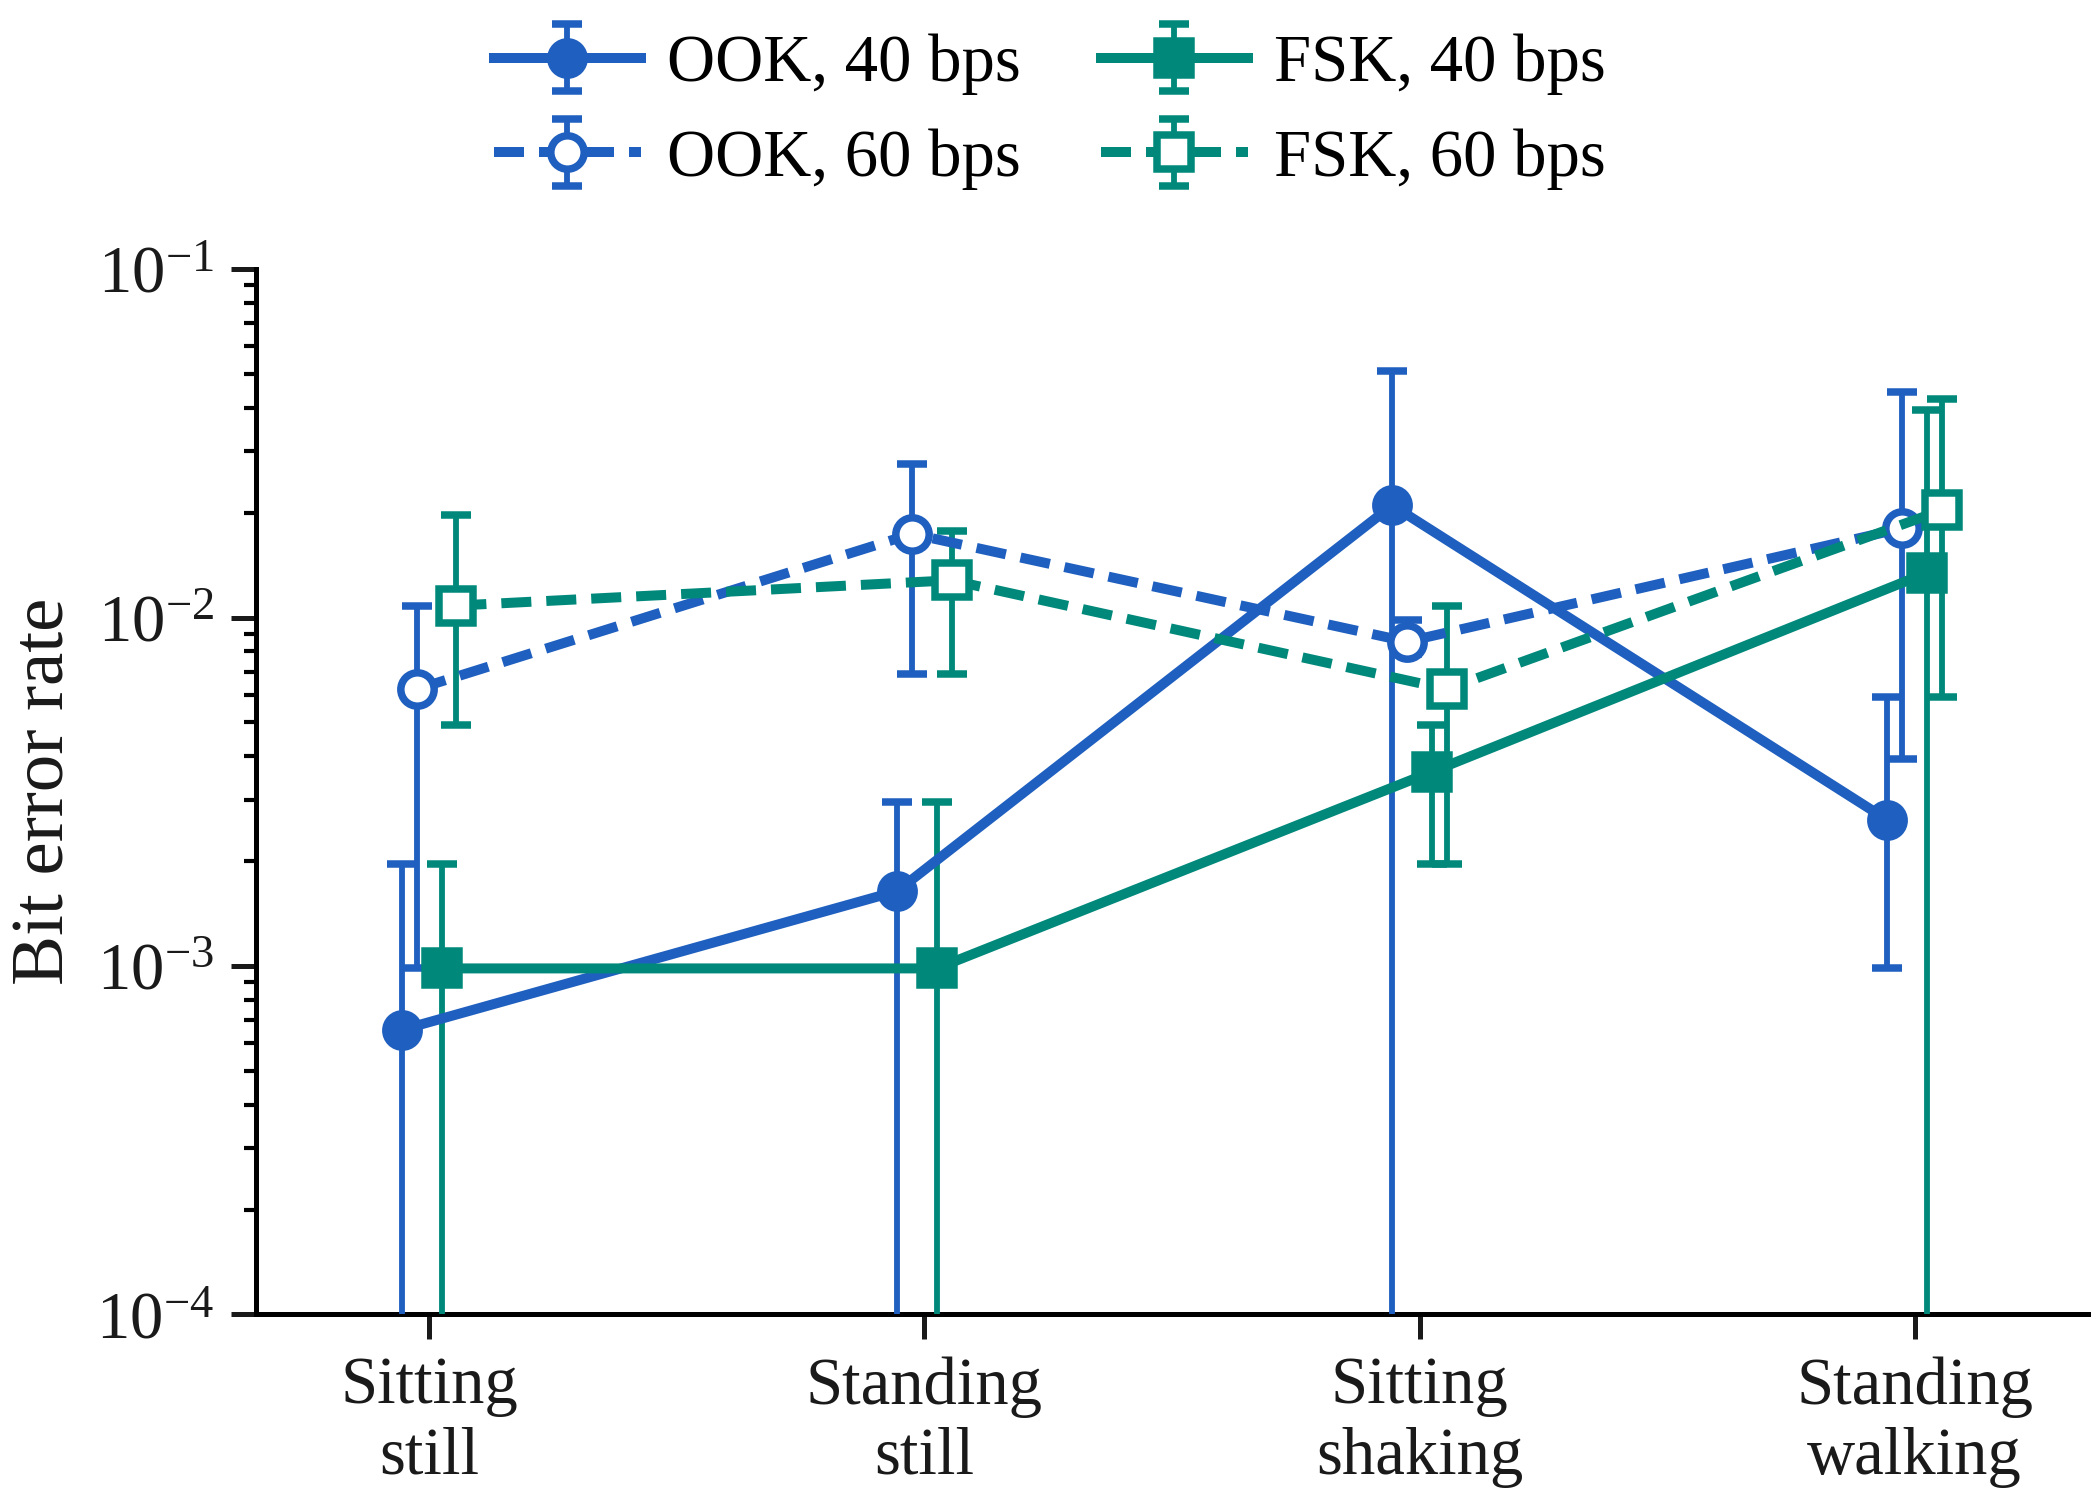 OOK, 40 bps
FSK, 40 bps
OOK, 60 bps
FSK, 60 bps
Bit error rate
10⁻¹
10⁻²
10⁻³
10⁻⁴
Sitting
still
Standing
still
Sitting
shaking
Standing
walking